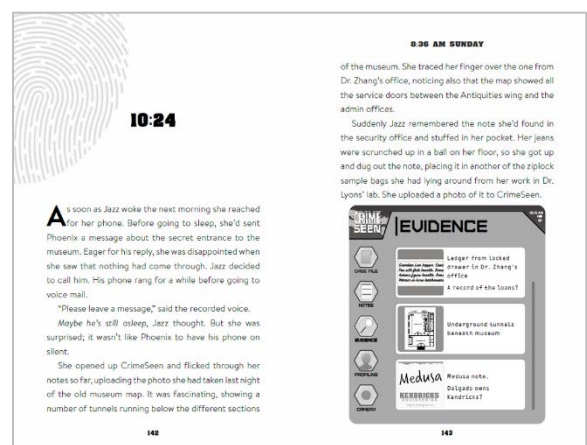 10:24
As soon as Jazz woke the next morning she reached
for her phone. Before going to sleep, she'd sent
Phoenix a message about the secret entrance to the
museum. Eager for his reply, she was disappointed when
she saw that nothing had come through. Jazz decided
to call him. His phone rang for a while before going to
voice mail.
"Please leave a message," said the recorded voice.
Maybe he's still asleep, Jazz thought. But she was
surprised; it wasn't like Phoenix to have his phone on
silent.
She opened up CrimeSeen and flicked through her
notes so far, uploading the photo she had taken last night
of the old museum map. It was fascinating, showing a
number of tunnels running below the different sections
142
8:36 AM SUNDAY
of the museum. She traced her finger over the one from
Dr. Zhang's office, noticing also that the map showed all
the service doors between the Antiquities wing and the
admin offices.
Suddenly Jazz remembered the note she'd found in
the security office and stuffed in her pocket. Her jeans
were scrunched up in a ball on her floor, so she got up
and dug out the note, placing it in another of the ziplock
sample bags she had lying around from her work in Dr.
Lyons' lab. She uploaded a photo of it to CrimeSeen.
CRIME
SEEN
EVIDENCE
CASE FILE
NOTES
EVIDENCE
PROFILING
CAMERA
Ledger from locked
drawer in Dr. Zhang's
office
A record of the loans?
Underground tunnels
beneath museum
Medusa
KENDRICKS
Medusa note.
Delgado owns
Kendricks?
143